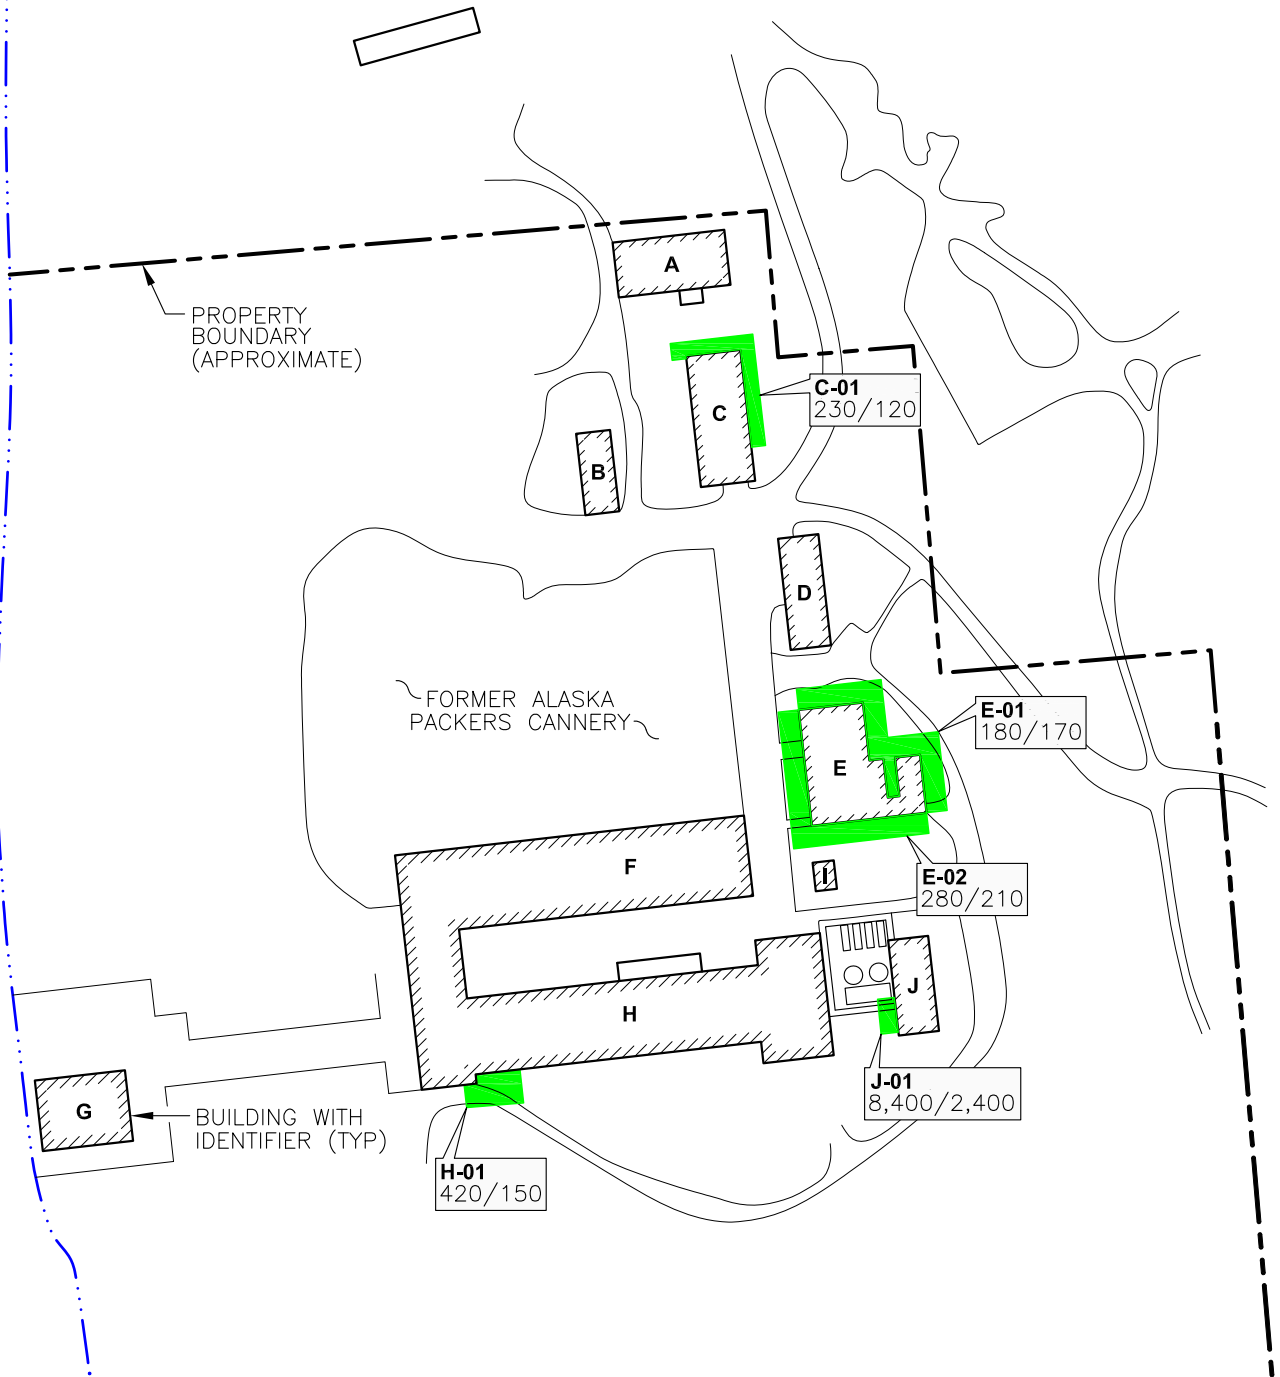 A
PROPERTY
BOUNDARY
(APPROXIMATE)
C-01
230/120
C
B
D
FORMER ALASKA
PACKERS CANNERY
E-01
180/170
E
F
I
E-02
280/210
J
H
J-01
8,400/2,400
G
BUILDING WITH
IDENTIFIER (TYP)
H-01
420/150